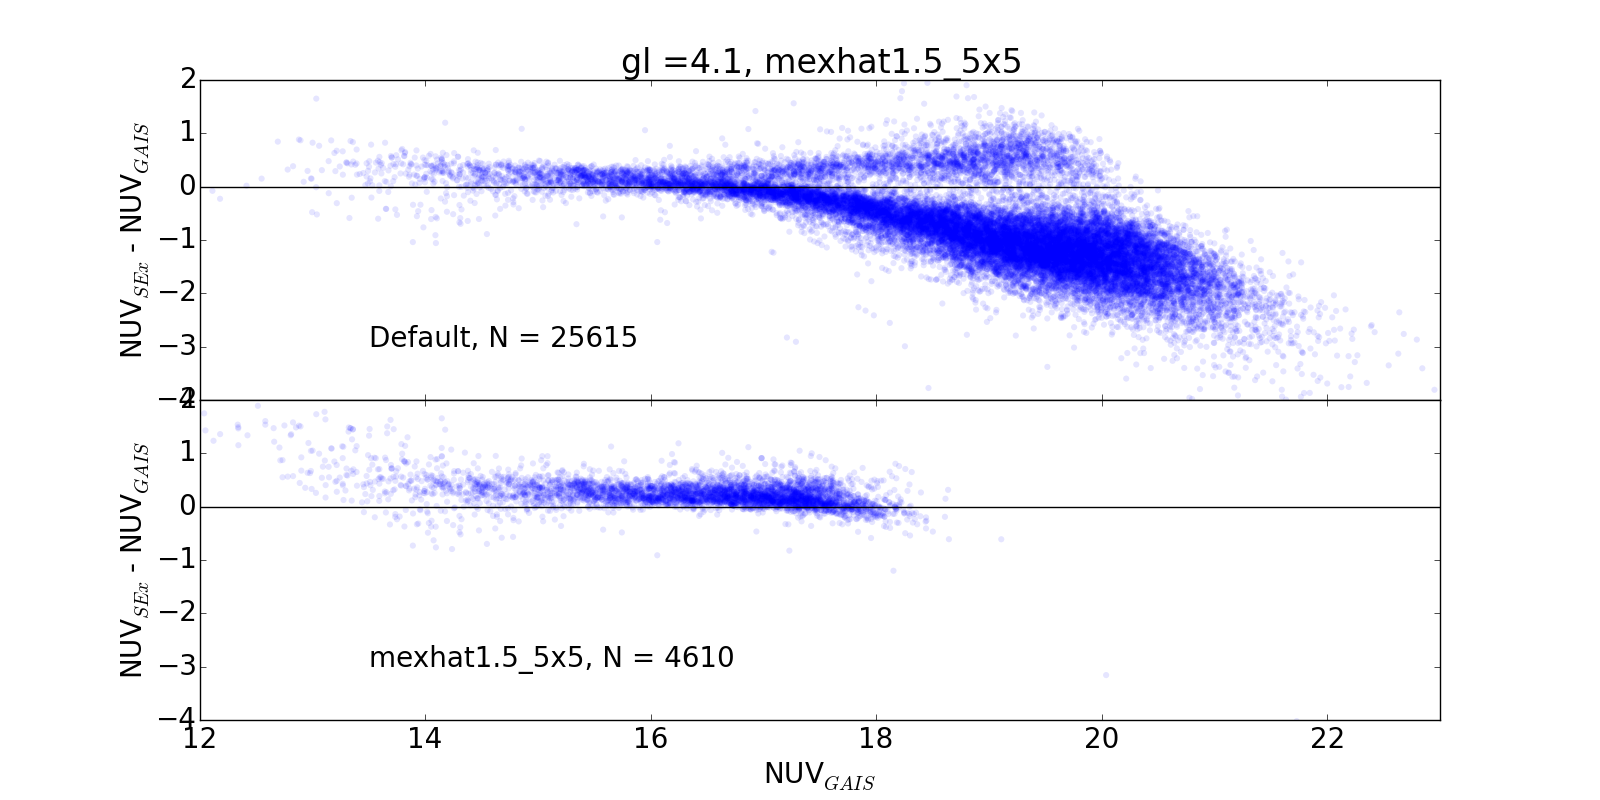 gl =4.1, mexhat1.5_5x5
2
1
0
−1
−2
−3
−4
NUV_SEx - NUV_GAIS
Default, N = 25615
2
1
0
−1
−2
−3
−4
NUV_SEx - NUV_GAIS
mexhat1.5_5x5, N = 4610
12 14 16 18 20 22
NUV_GAIS